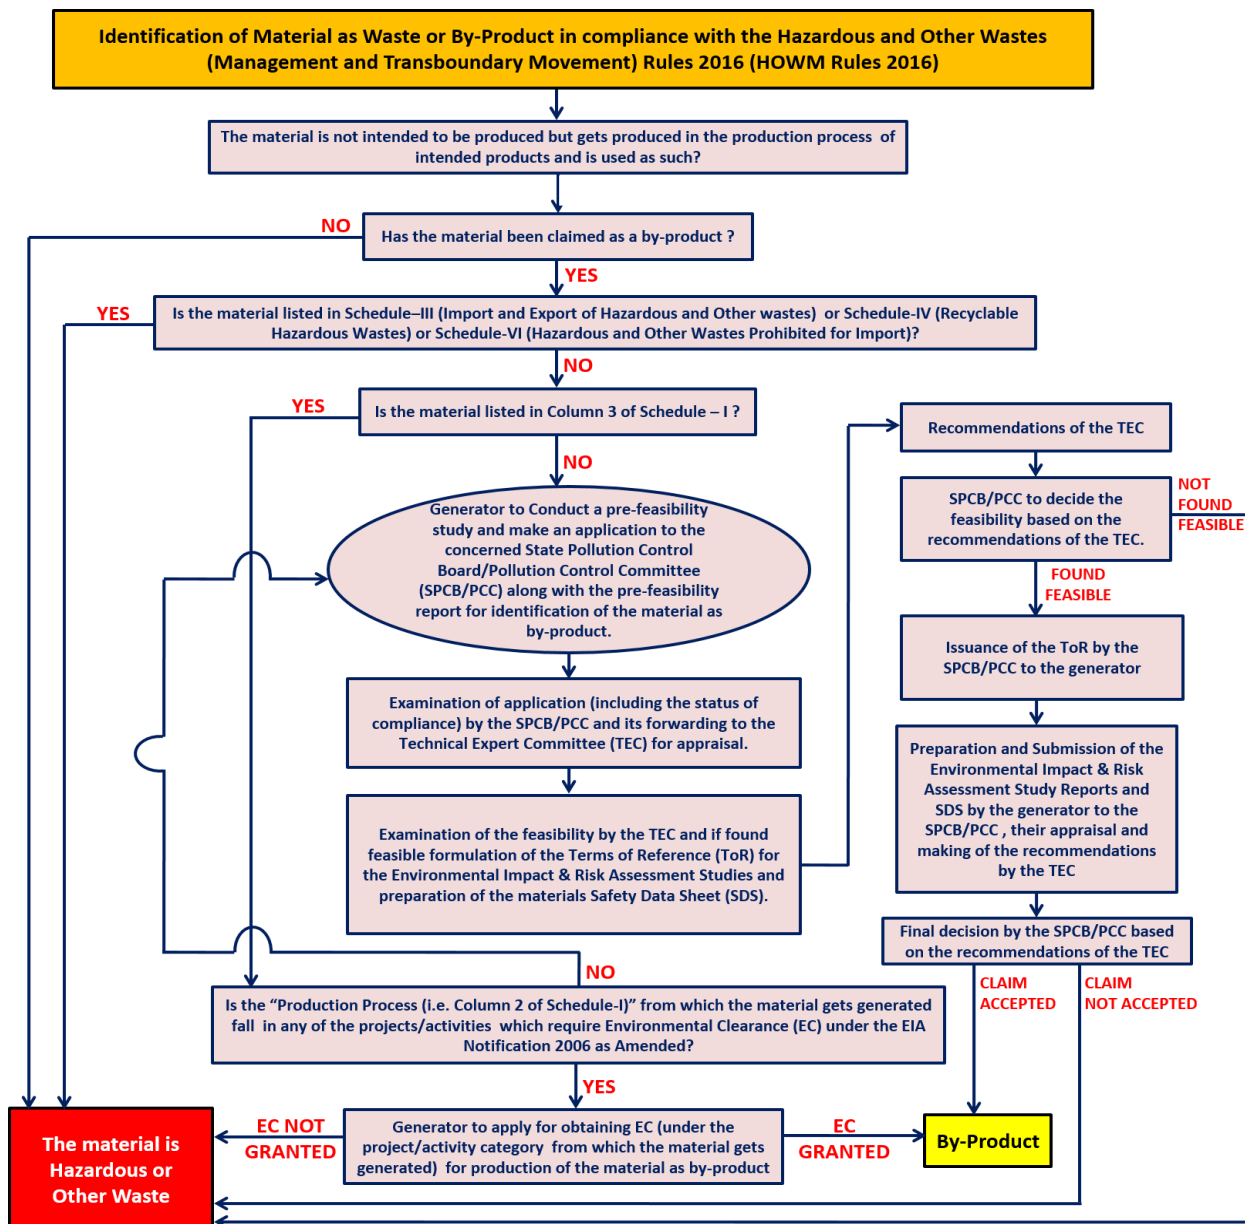 Identification of Material as Waste or By-Product in compliance with the Hazardous and Other Wastes
(Management and Transboundary Movement) Rules 2016 (HOWM Rules 2016)
The material is not intended to be produced but gets produced in the production process of
intended products and is used as such?
NO
Has the material been claimed as a by-product ?
YES
YES
Is the material listed in Schedule–III (Import and Export of Hazardous and Other wastes) or Schedule-IV (Recyclable
Hazardous Wastes) or Schedule-VI (Hazardous and Other Wastes Prohibited for Import)?
NO
YES
Is the material listed in Column 3 of Schedule – I ?
NO
Generator to Conduct a pre-feasibility
study and make an application to the
concerned State Pollution Control
Board/Pollution Control Committee
(SPCB/PCC) along with the pre-feasibility
report for identification of the material as
by-product.
Examination of application (including the status of
compliance) by the SPCB/PCC and its forwarding to the
Technical Expert Committee (TEC) for appraisal.
Examination of the feasibility by the TEC and if found
feasible formulation of the Terms of Reference (ToR) for
the Environmental Impact & Risk Assessment Studies and
preparation of the materials Safety Data Sheet (SDS).
Recommendations of the TEC
SPCB/PCC to decide the
feasibility based on the
recommendations of the TEC.
NOT
FOUND
FEASIBLE
FOUND
FEASIBLE
Issuance of the ToR by the
SPCB/PCC to the generator
Preparation and Submission of the
Environmental Impact & Risk
Assessment Study Reports and
SDS by the generator to the
SPCB/PCC , their appraisal and
making of the recommendations
by the TEC
Final decision by the SPCB/PCC based
on the recommendations of the TEC
CLAIM
ACCEPTED
CLAIM
NOT ACCEPTED
NO
Is the “Production Process (i.e. Column 2 of Schedule-I)” from which the material gets generated
fall in any of the projects/activities which require Environmental Clearance (EC) under the EIA
Notification 2006 as Amended?
YES
Generator to apply for obtaining EC (under the
project/activity category from which the material gets
generated) for production of the material as by-product
EC NOT
GRANTED
EC
GRANTED
The material is
Hazardous or
Other Waste
By-Product